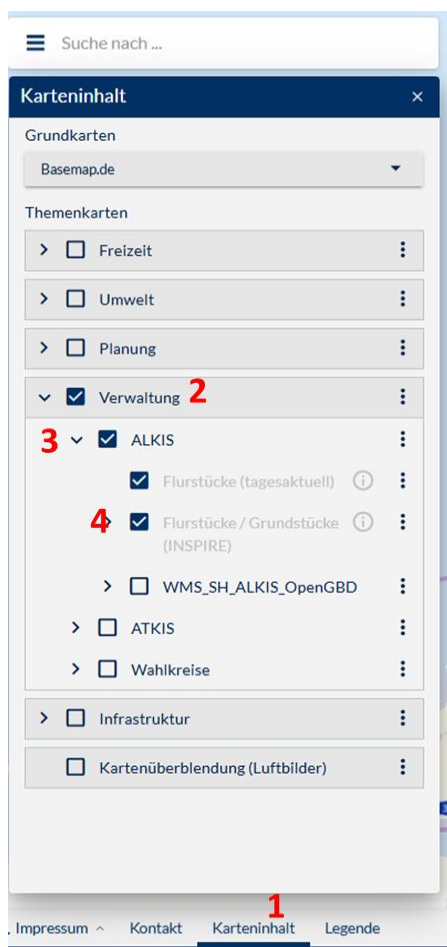 Suche nach ...
Karteninhalt ×
Grundkarten
Basemap.de
Themenkarten
Freizeit
Umwelt
Planung
Verwaltung 2
3 ALKIS
Flurstücke (tagesaktuell)
4 Flurstücke / Grundstücke
(INSPIRE)
WMS_SH_ALKIS_OpenGBD
ATKIS
Wahlkreise
Infrastruktur
Kartenüberblendung (Luftbilder)
1
Impressum Kontakt Karteninhalt Legende